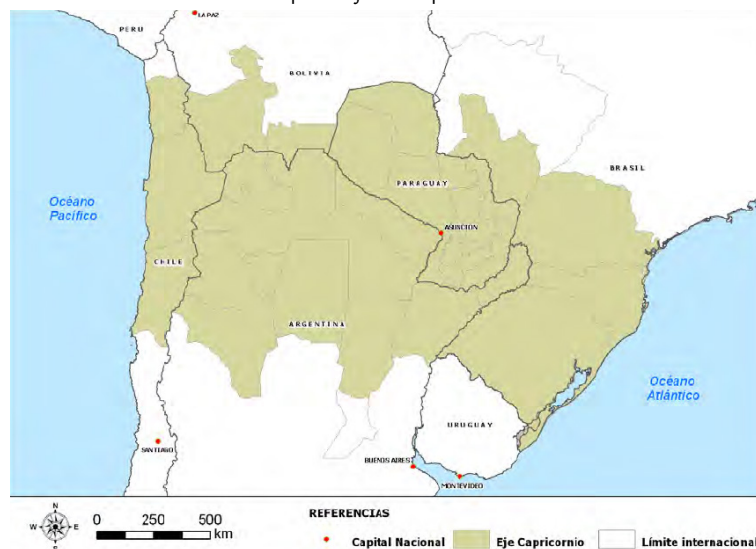 PERU
LA PAZ
BOLIVIA
BRASIL
PARAGUAY
Océano
Pacífico
ASUNCION
CHILE
ARGENTINA
Océano
Atlántico
URUGUAY
SANTIAGO
BUENOS AIRES
MONTEVIDEO
REFERENCIAS
N
W
E
S
0 250 500
km
Capital Nacional
Eje Capricornio
Límite internacional